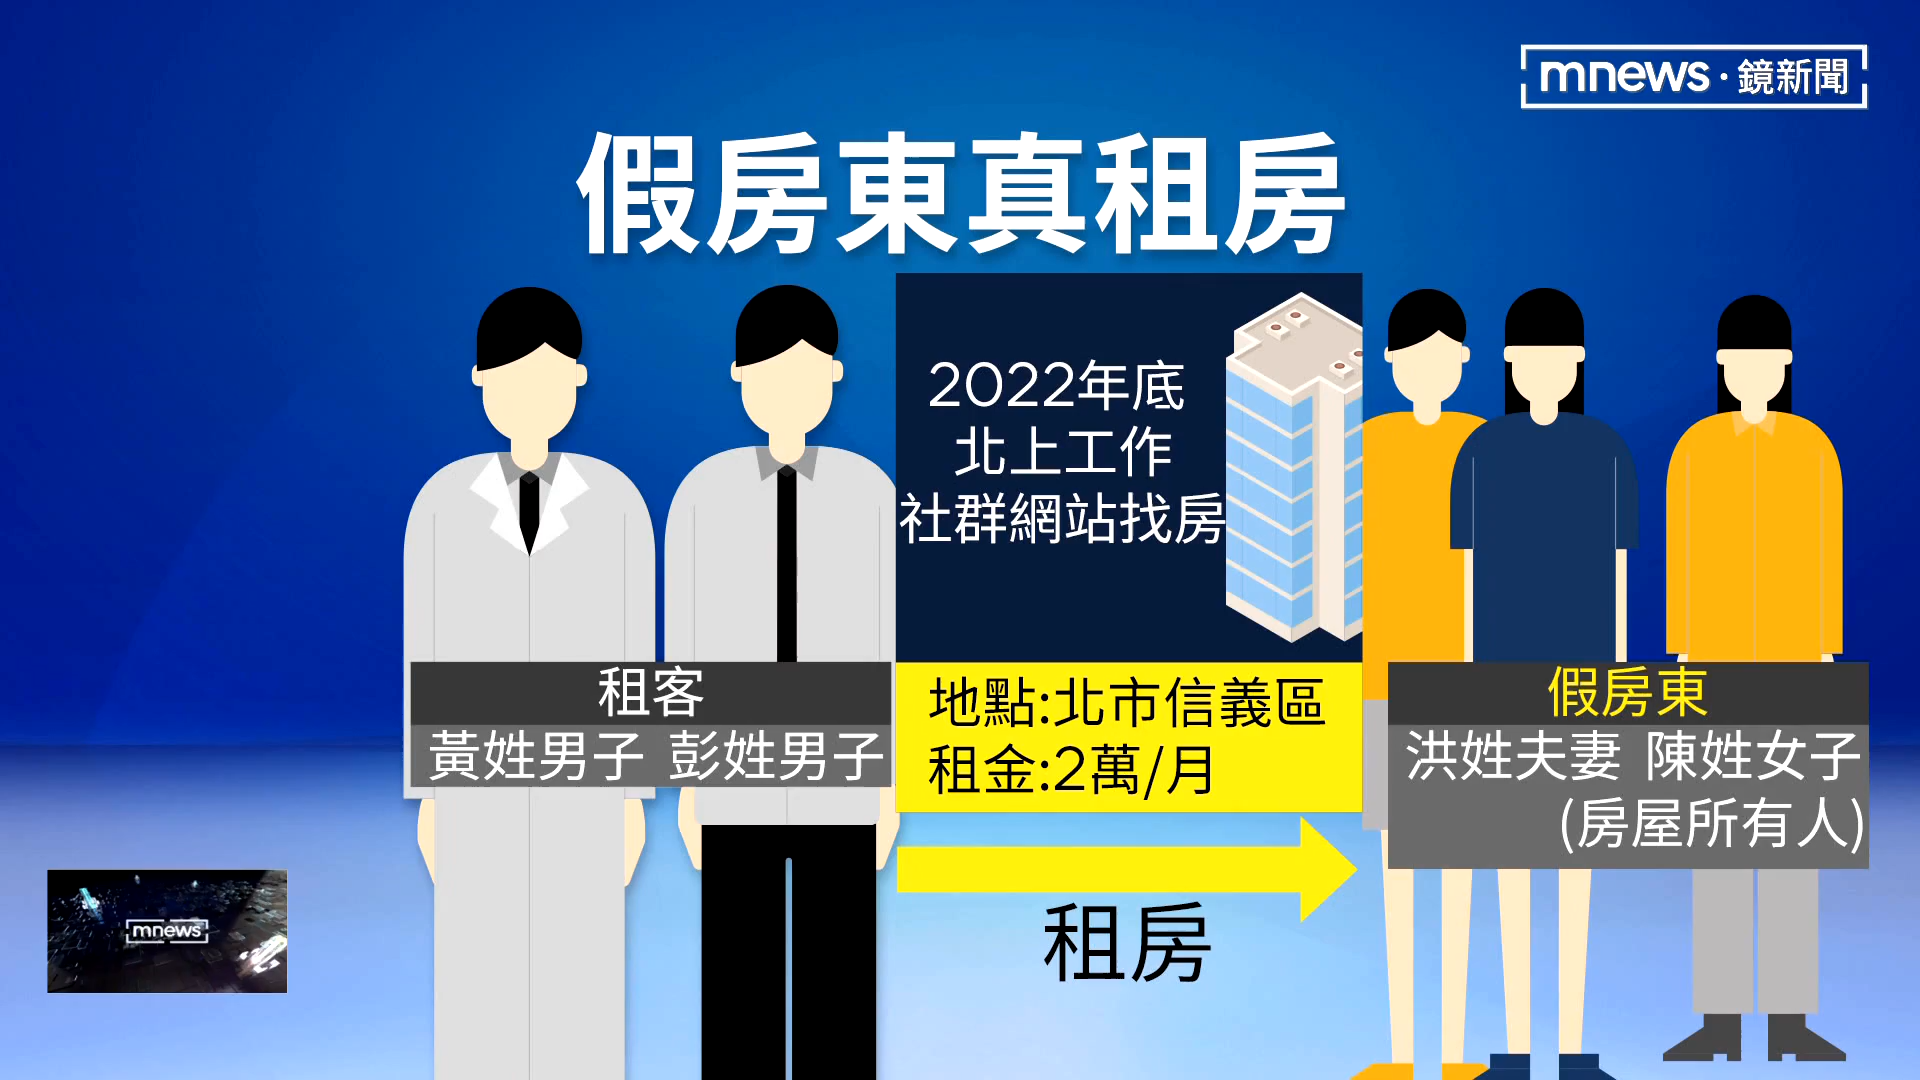 mnews·鏡新聞
假房東真租房
2022年底
北上工作
社群網站找房
租客
黃姓男子 彭姓男子
地點:北市信義區
租金:2萬/月
假房東
洪姓夫妻 陳姓女子
(房屋所有人)
租房
mnews